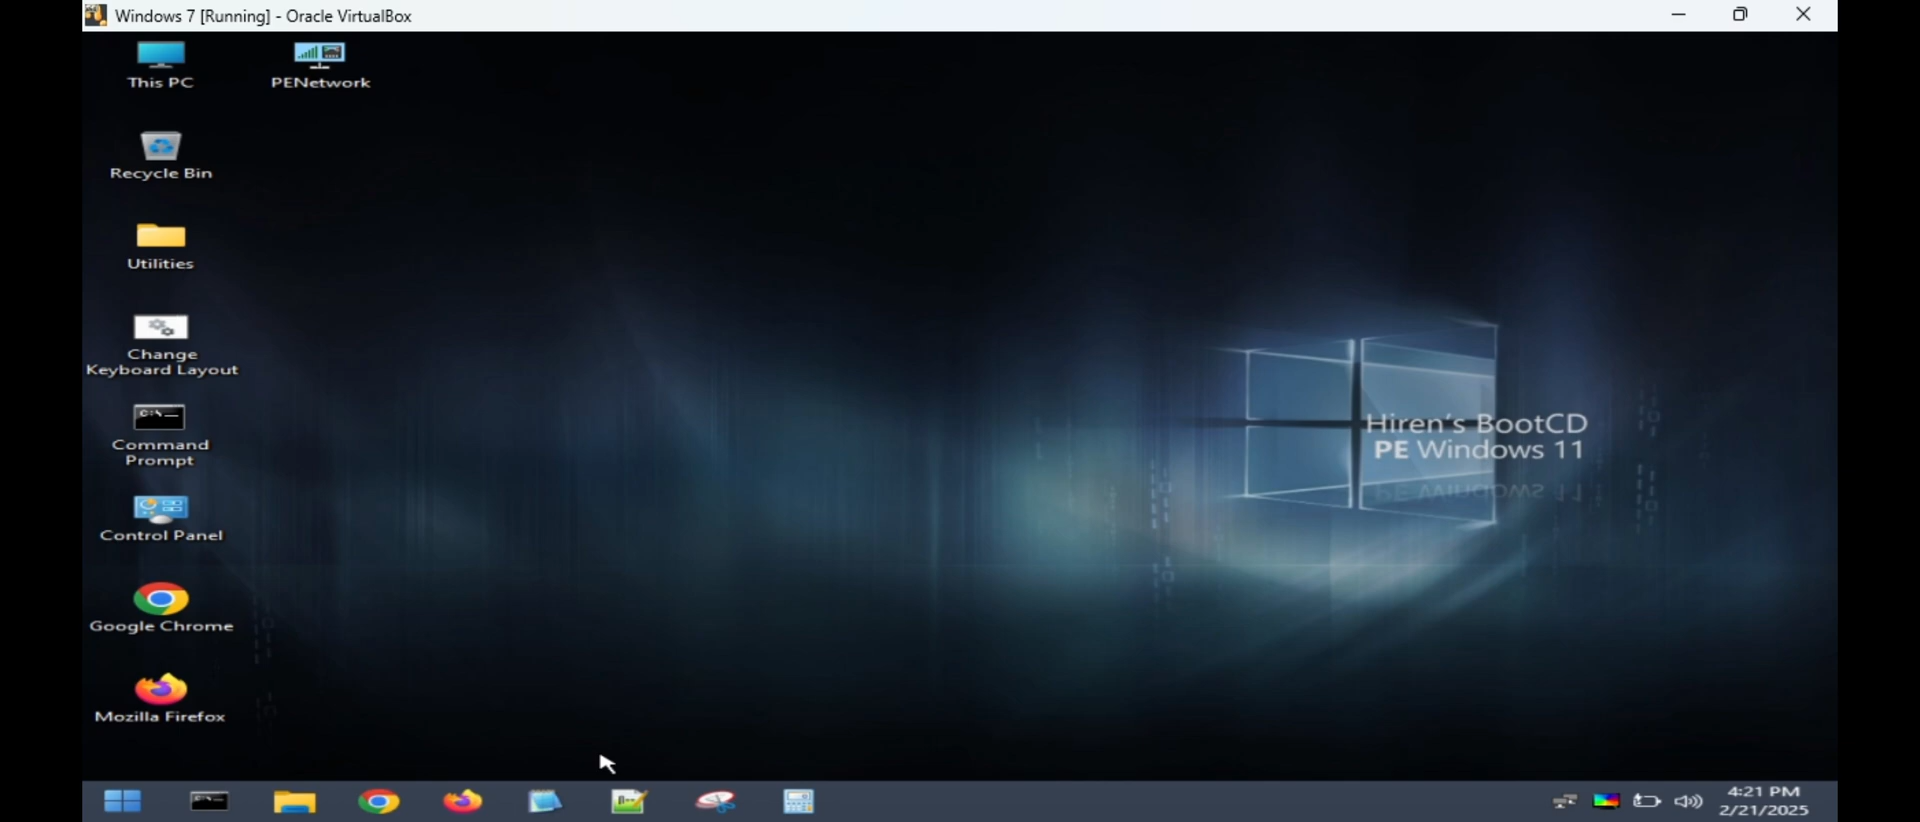 Windows 7 [Running] - Oracle VirtualBox
This PC
PENetwork
Recycle Bin
Utilities
Change
Keyboard Layout
C:\
Command
Prompt
Control Panel
Google Chrome
Mozilla Firefox
Hiren's BootCD
PE Windows 11
4:21 PM
2/21/2025